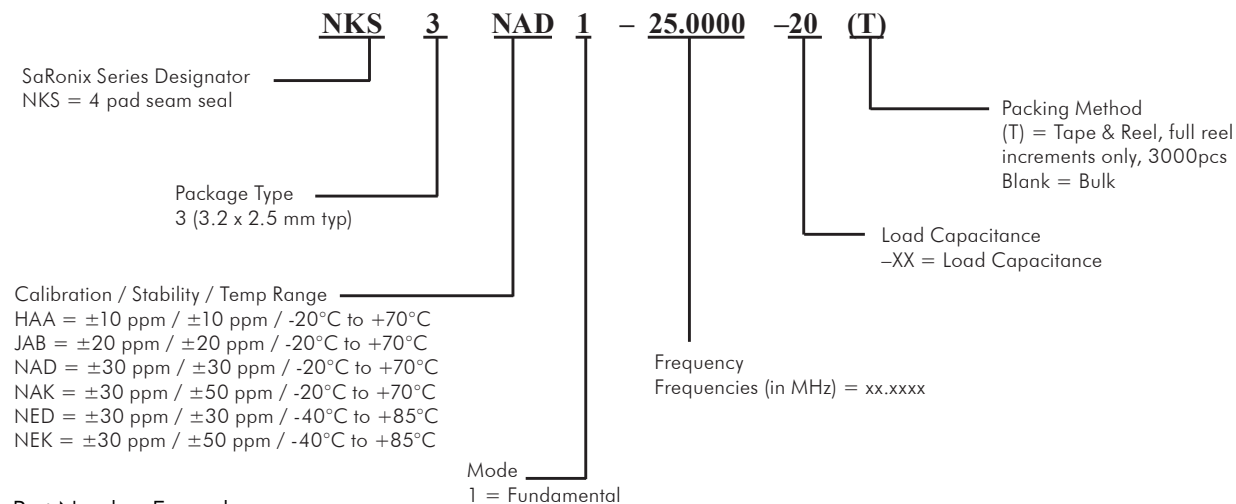 NKS 3 NAD 1 – 25.0000 –20 (T)
SaRonix Series Designator
NKS = 4 pad seam seal
Packing Method
(T) = Tape & Reel, full reel
increments only, 3000pcs
Blank = Bulk
Package Type
3 (3.2 x 2.5 mm typ)
Load Capacitance
–XX = Load Capacitance
Calibration / Stability / Temp Range
HAA = ±10 ppm / ±10 ppm / -20°C to +70°C
JAB = ±20 ppm / ±20 ppm / -20°C to +70°C
NAD = ±30 ppm / ±30 ppm / -20°C to +70°C
NAK = ±30 ppm / ±50 ppm / -20°C to +70°C
NED = ±30 ppm / ±30 ppm / -40°C to +85°C
NEK = ±30 ppm / ±50 ppm / -40°C to +85°C
Frequency
Frequencies (in MHz) = xx.xxxx
Mode
1 = Fundamental